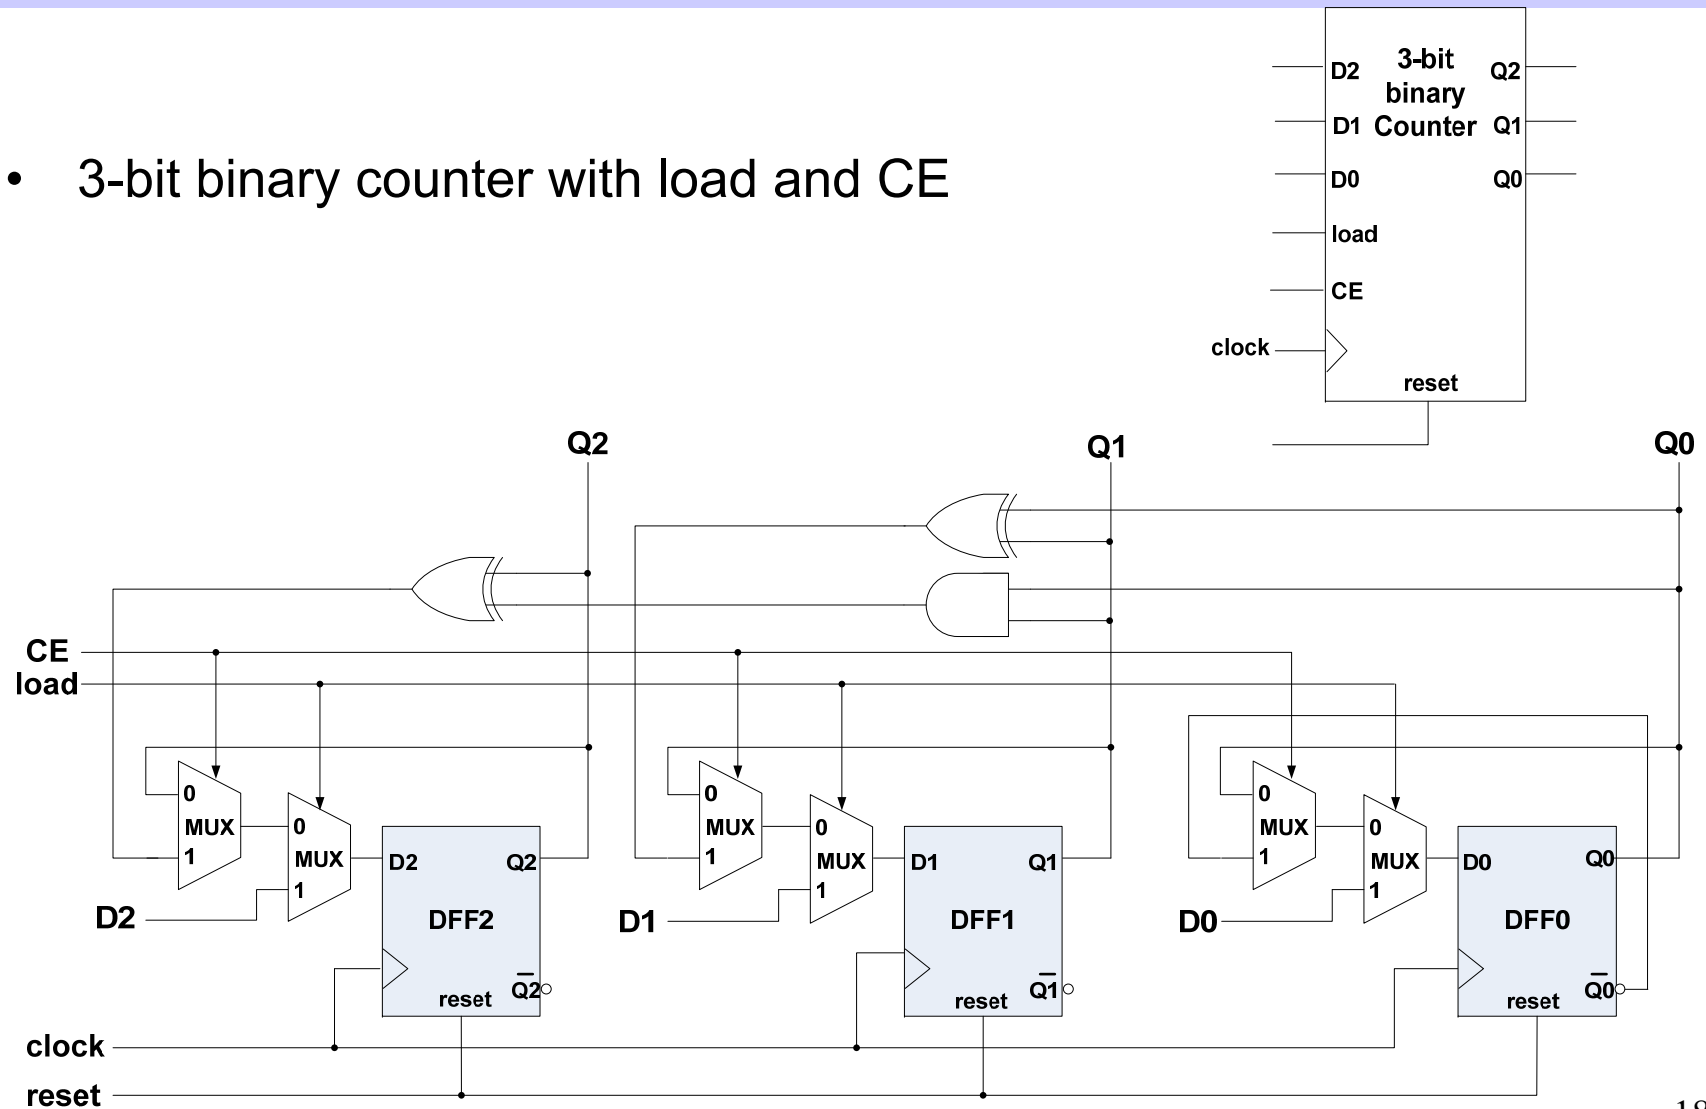 3-bit
D2
Q2
binary
D1
Counter
Q1
• 3-bit binary counter with load and CE
D0
Q0
load
CE
clock
reset
Q2
Q1
Q0
CE
load
0
MUX
1
0
MUX
1
D2
D2
Q2
DFF2
reset
Q2
0
MUX
1
0
MUX
1
D1
D1
Q1
DFF1
reset
Q1
0
MUX
1
0
MUX
1
D0
D0
Q0
DFF0
reset
Q0
clock
reset